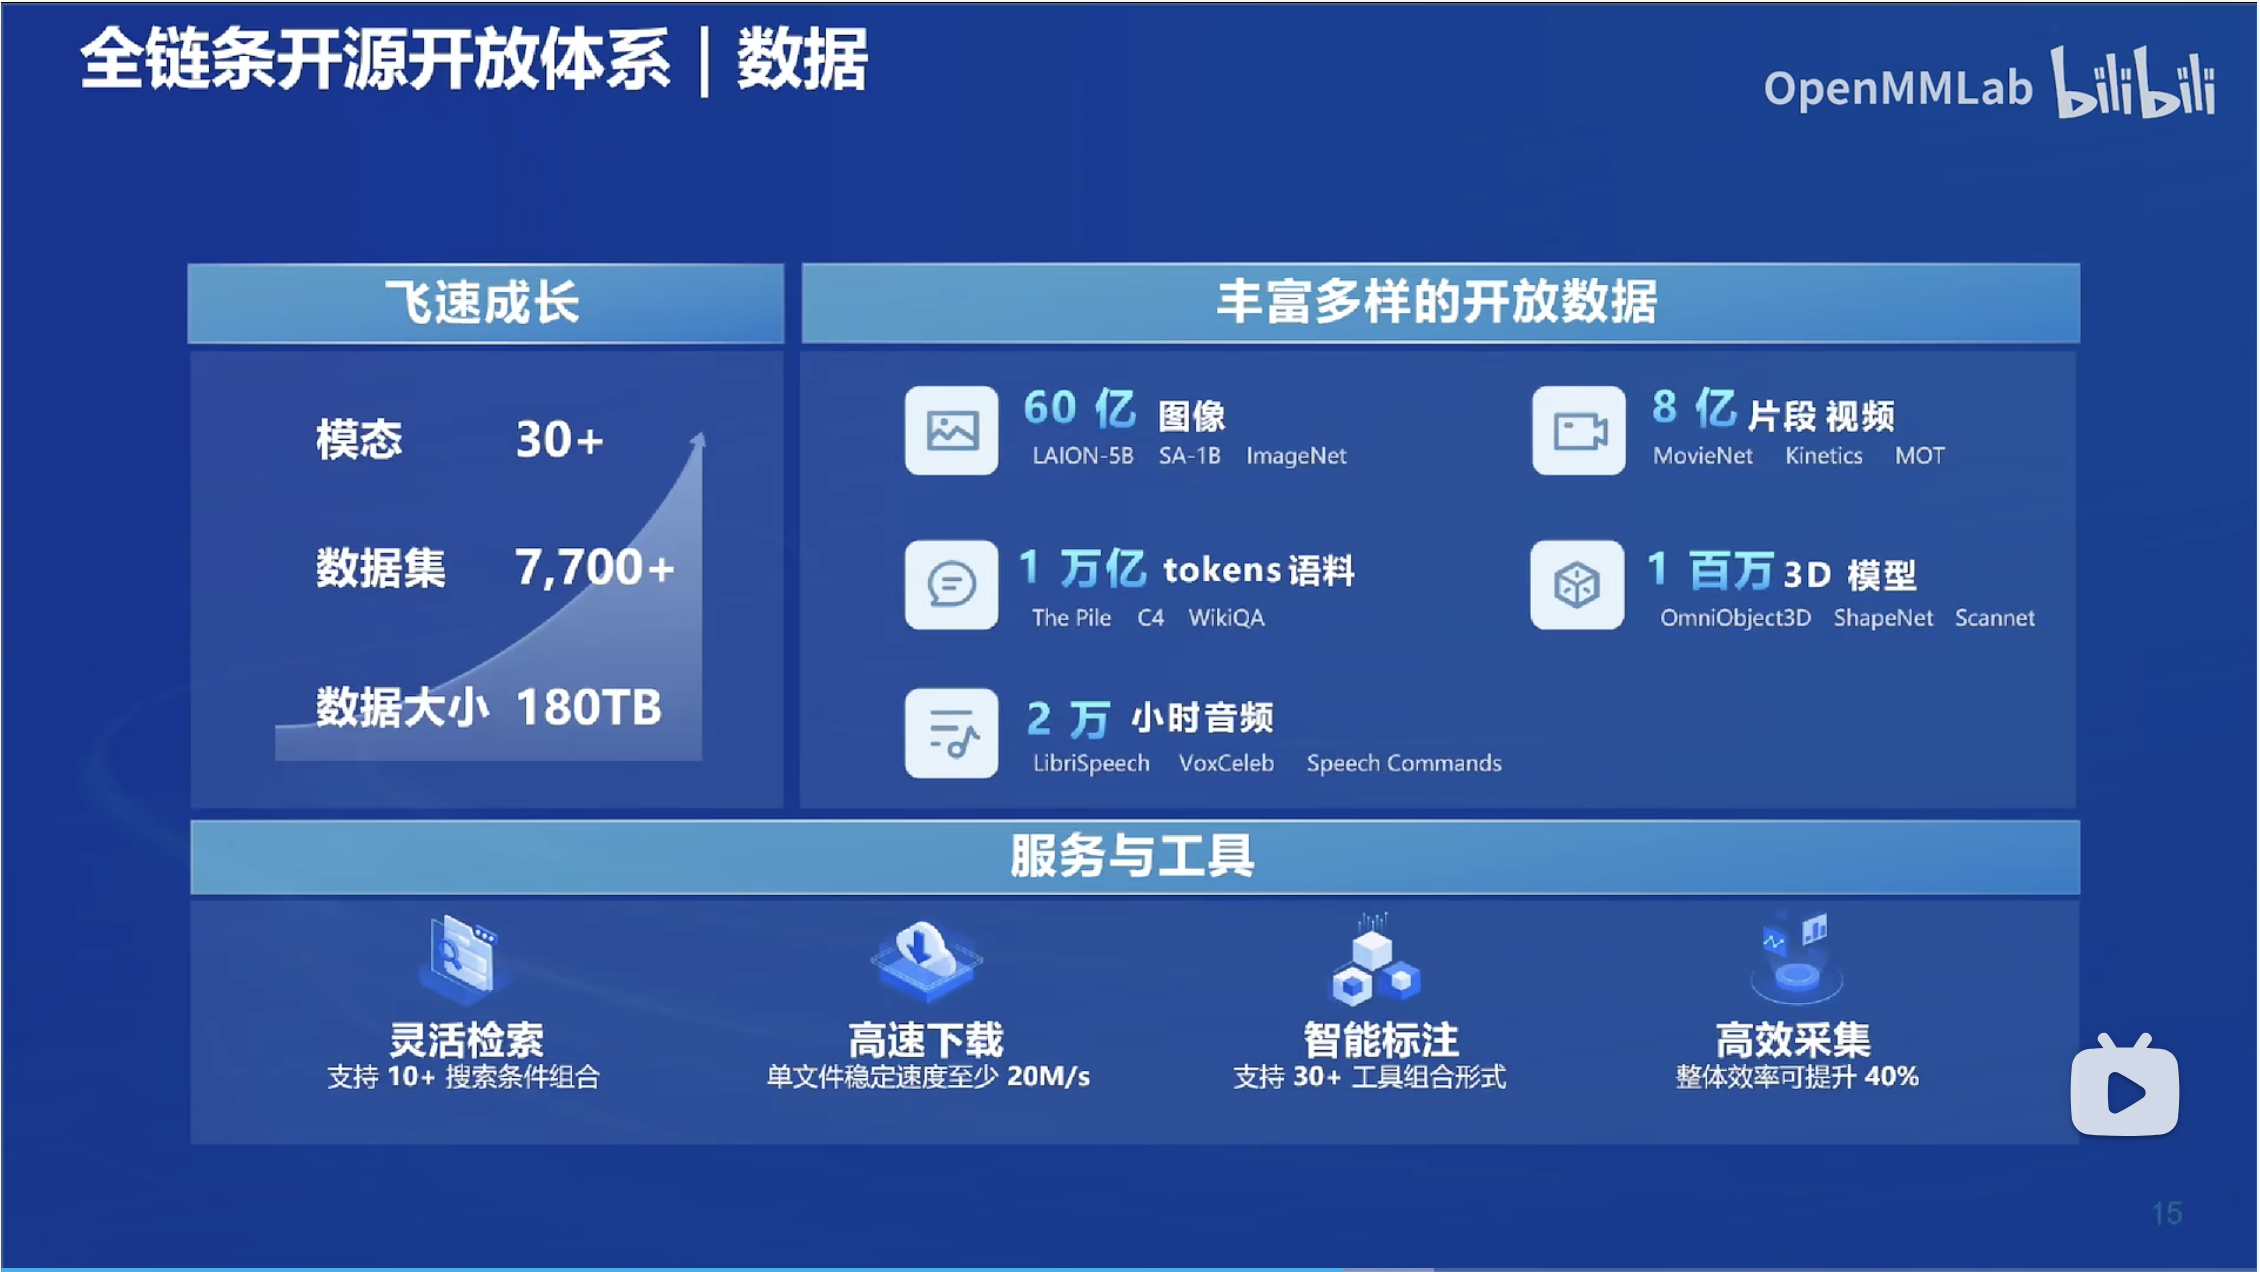 全链条开源开放体系 | 数据
OpenMMLab bilibili
飞速成长
模态 30+
数据集 7,700+
数据大小 180TB
丰富多样的开放数据
60 亿 图像
LAION-5B SA-1B ImageNet
8 亿 片段 视频
MovieNet Kinetics MOT
1 万亿 tokens 语料
The Pile C4 WikiQA
1 百万 3D 模型
OmniObject3D ShapeNet Scannet
2 万 小时音频
LibriSpeech VoxCeleb Speech Commands
服务与工具
灵活检索
支持 10+ 搜索条件组合
高速下载
单文件稳定速度至少 20M/s
智能标注
支持 30+ 工具组合形式
高效采集
整体效率可提升 40%
15